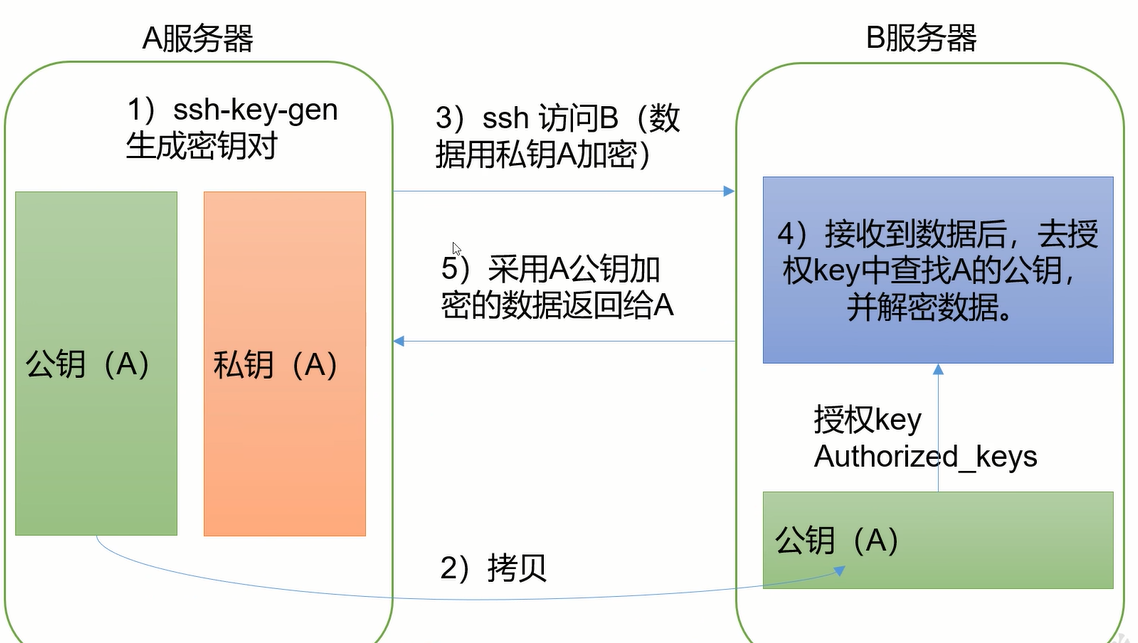 A服务器
B服务器
1）ssh-key-gen
生成密钥对
3）ssh 访问B（数
据用私钥A加密）
4）接收到数据后，去授
权key中查找A的公钥，
并解密数据。
5）采用A公钥加
密的数据返回给A
公钥（A）
私钥（A）
授权key
Authorized_keys
公钥（A）
2）拷贝